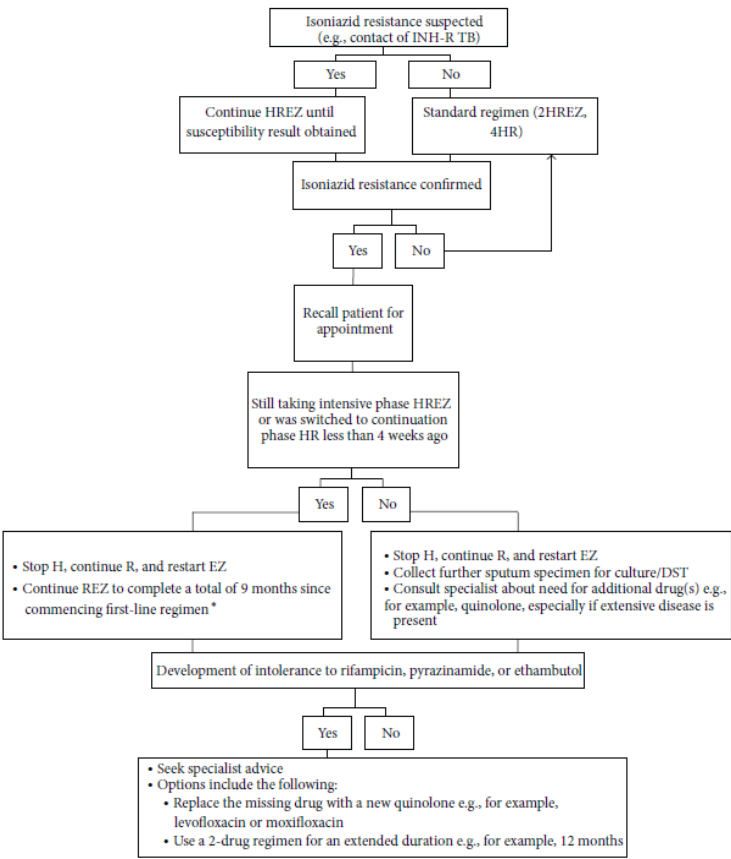 Isoniazid resistance suspected
(e.g., contact of INH-R TB)
Yes
No
Continue HREZ until
susceptibility result obtained
Standard regimen (2HREZ,
4HR)
Isoniazid resistance confirmed
Yes
No
Recall patient for
appointment
Still taking intensive phase HREZ
or was switched to continuation
phase HR less than 4 weeks ago
Yes
No
• Stop H, continue R, and restart EZ
• Continue REZ to complete a total of 9 months since
commencing first-line regimen*
• Stop H, continue R, and restart EZ
• Collect further sputum specimen for culture/DST
• Consult specialist about need for additional drug(s) e.g.,
for example, quinolone, especially if extensive disease is
present
Development of intolerance to rifampicin, pyrazinamide, or ethambutol
Yes
No
• Seek specialist advice
• Options include the following:
• Replace the missing drug with a new quinolone e.g., for example,
levofloxacin or moxifloxacin
• Use a 2-drug regimen for an extended duration e.g., for example, 12 months